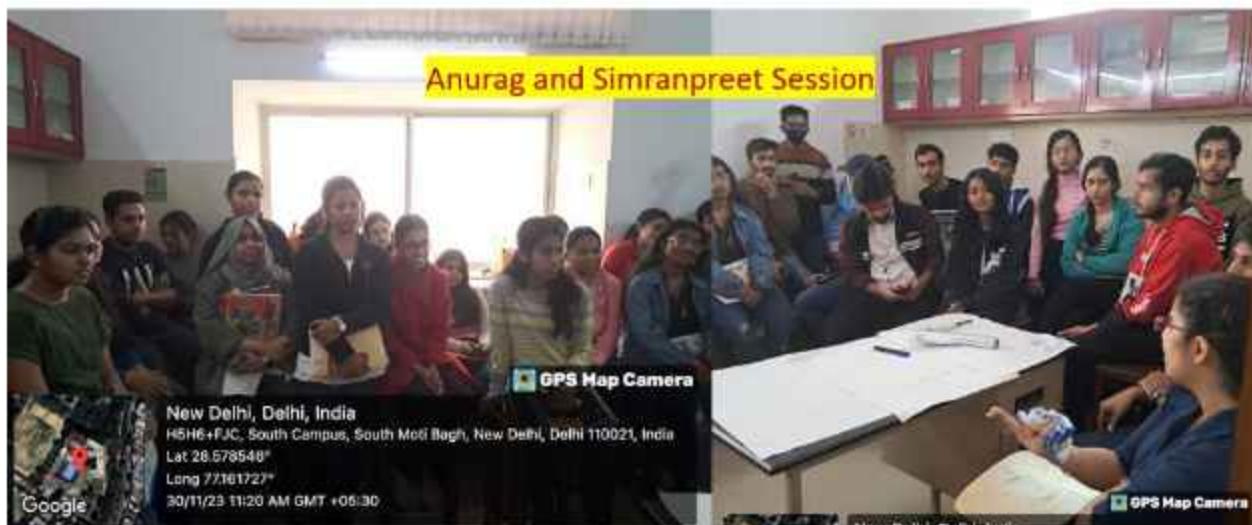 Anurag and Simranpreet Session
GPS Map Camera
New Delhi, Delhi, India
H5H6+FJC, South Campus, South Moti Bagh, New Delhi, Delhi 110021, India
Lat 28.578548°
Long 77.161727°
30/11/23 11:20 AM GMT +05:30
Google
GPS Map Camera